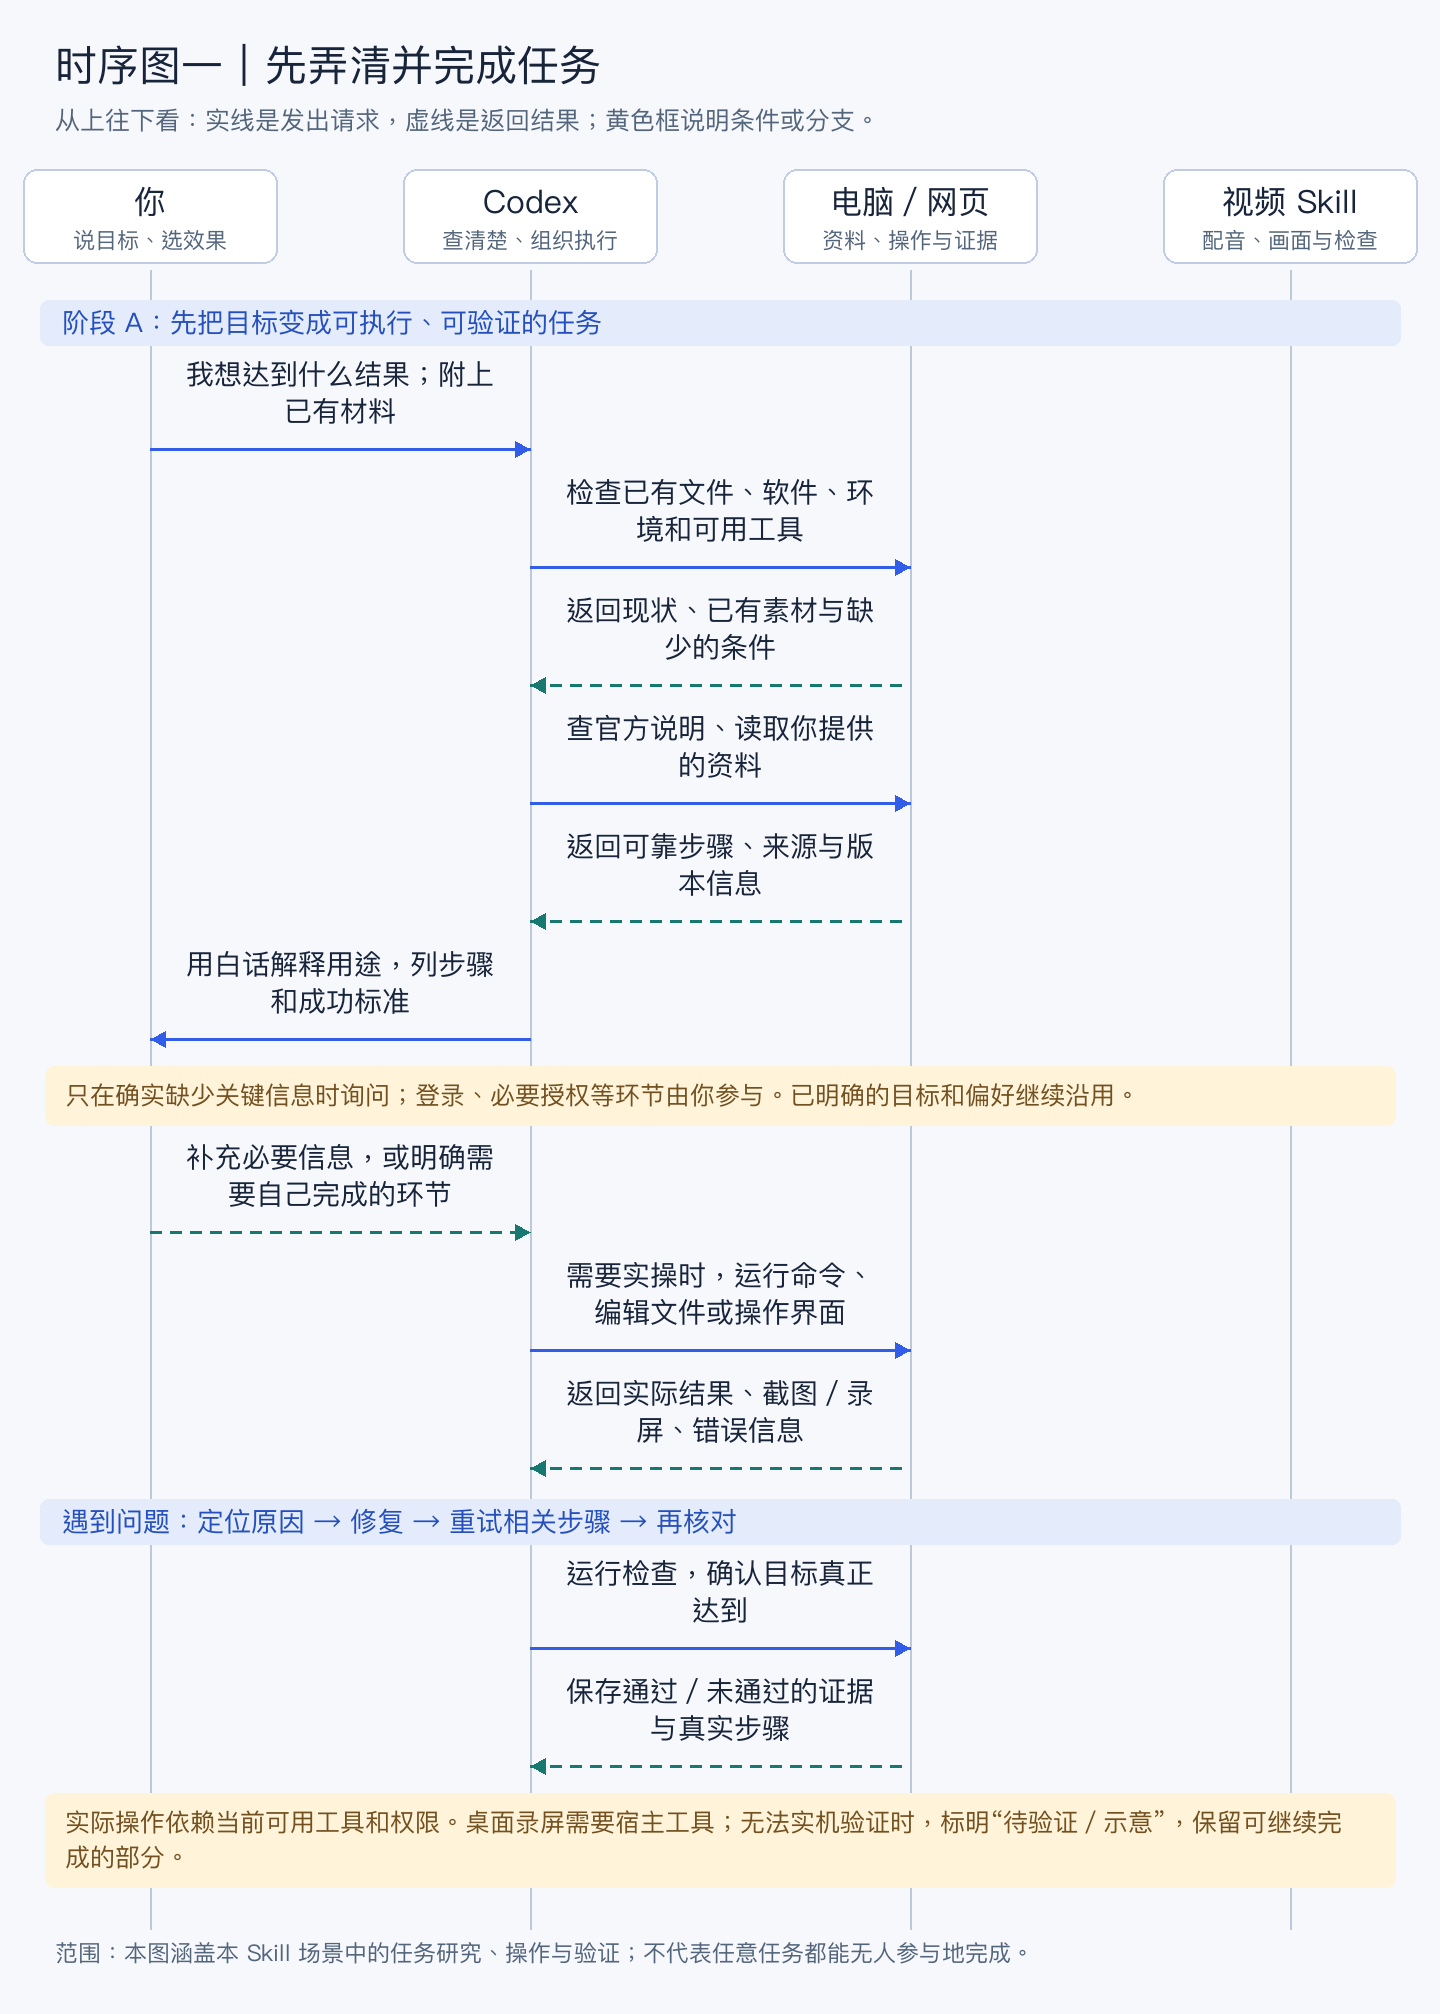 时序图一｜先弄清并完成任务
从上往下看：实线是发出请求，虚线是返回结果；黄色框说明条件或分支。
你
说目标、选效果
Codex
查清楚、组织执行
电脑 / 网页
资料、操作与证据
视频 Skill
配音、画面与检查
阶段 A：先把目标变成可执行、可验证的任务
我想达到什么结果；附上
已有材料
检查已有文件、软件、环
境和可用工具
返回现状、已有素材与缺
少的条件
查官方说明、读取你提供
的资料
返回可靠步骤、来源与版
本信息
用白话解释用途，列步骤
和成功标准
只在确实缺少关键信息时询问；登录、必要授权等环节由你参与。已明确的目标和偏好继续沿用。
补充必要信息，或明确需
要自己完成的环节
需要实操时，运行命令、
编辑文件或操作界面
返回实际结果、截图 / 录
屏、错误信息
遇到问题：定位原因 → 修复 → 重试相关步骤 → 再核对
运行检查，确认目标真正
达到
保存通过 / 未通过的证据
与真实步骤
实际操作依赖当前可用工具和权限。桌面录屏需要宿主工具；无法实机验证时，标明“待验证 / 示意”，保留可继续完
成的部分。
范围：本图涵盖本 Skill 场景中的任务研究、操作与验证；不代表任意任务都能无人参与地完成。